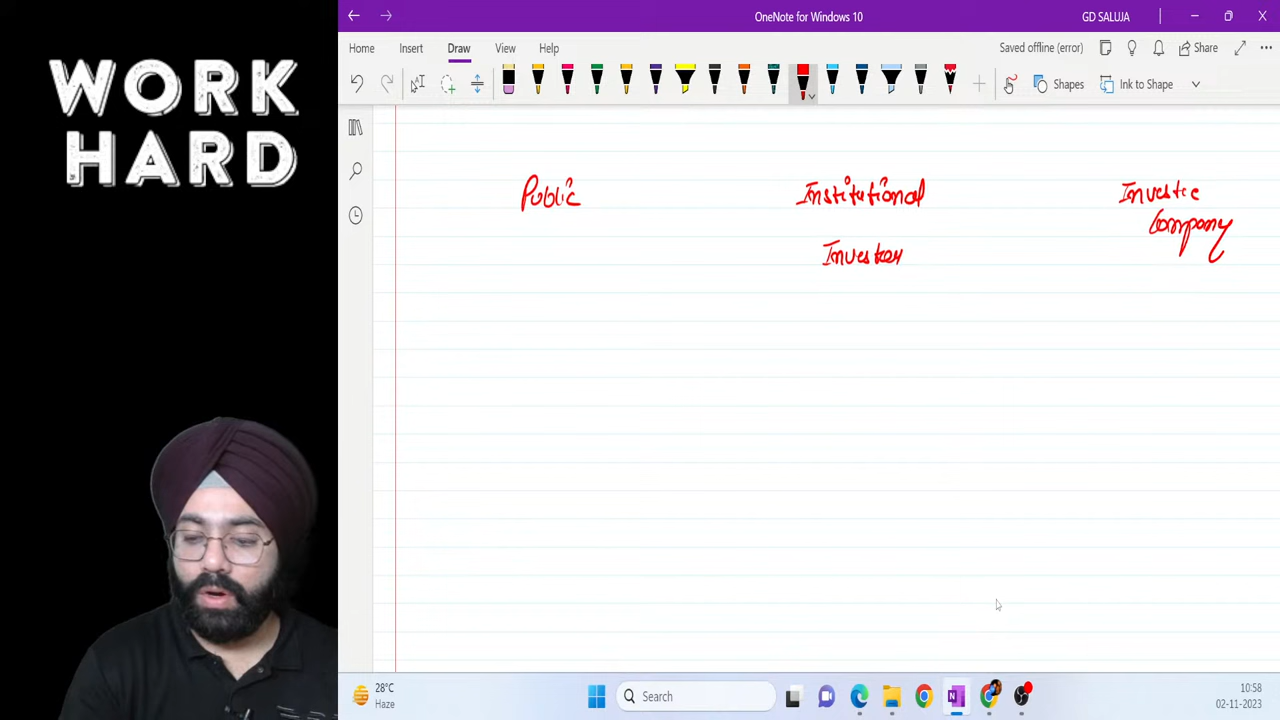 WORK
HARD
OneNote for Windows 10
GD SALUJA
Home
Insert
Draw
View
Help
Saved offline (error)
Share
Shapes
Ink to Shape
Public
Institutional
Investor
Investee
Company
28°C
Haze
Search
10:58
02-11-2023